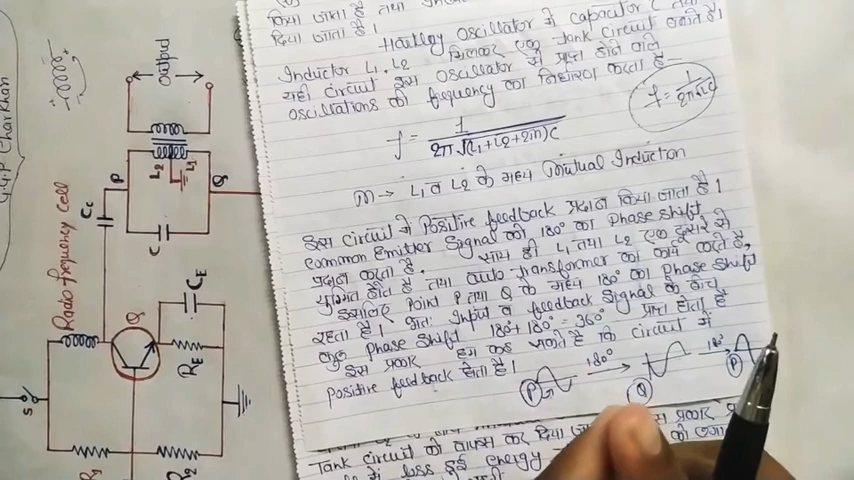 किया जाता है तथा
दिया जाता है।
Hartley Oscillator में capacitor C तथा
Inductor L1, L2 मिलकर एक Tank circuit बनाते है।
यही circuit इस oscillator से प्राप्त होने वाले
oscillations की frequency का निर्धारण करता है-
f = 1/2π√(L1+L2+2m)C
f = 1/2π√LC
m → L1 व L2 के मध्य Mutual Induction
इस circuit में Positive feedback प्रदान किया जाता है।
Common Emitter Signal को 180° का phase shift
प्रदान करता है. साथ ही L1 तथा L2 एक दूसरे से
युग्मित होते है तथा auto-transformer का कार्य करते है,
इसलिए point P तथा Q के मध्य 180° का Phase Shift
रहता है। अतः Input व feedback Signal के बीच
कुल Phase Shift 180°+180° = 360° प्राप्त होता है
इस प्रकार हम कह सकते है कि circuit में
positive feedback होता है।
P 180° Q 180° P
Tank circuit को वापस कर दिया
loss हुई energy
G.G.P Charkhari
Radio frequency Cell
Output
L2
L1
P
Q
C
Cc
Q
CE
RE
S
R1
R2